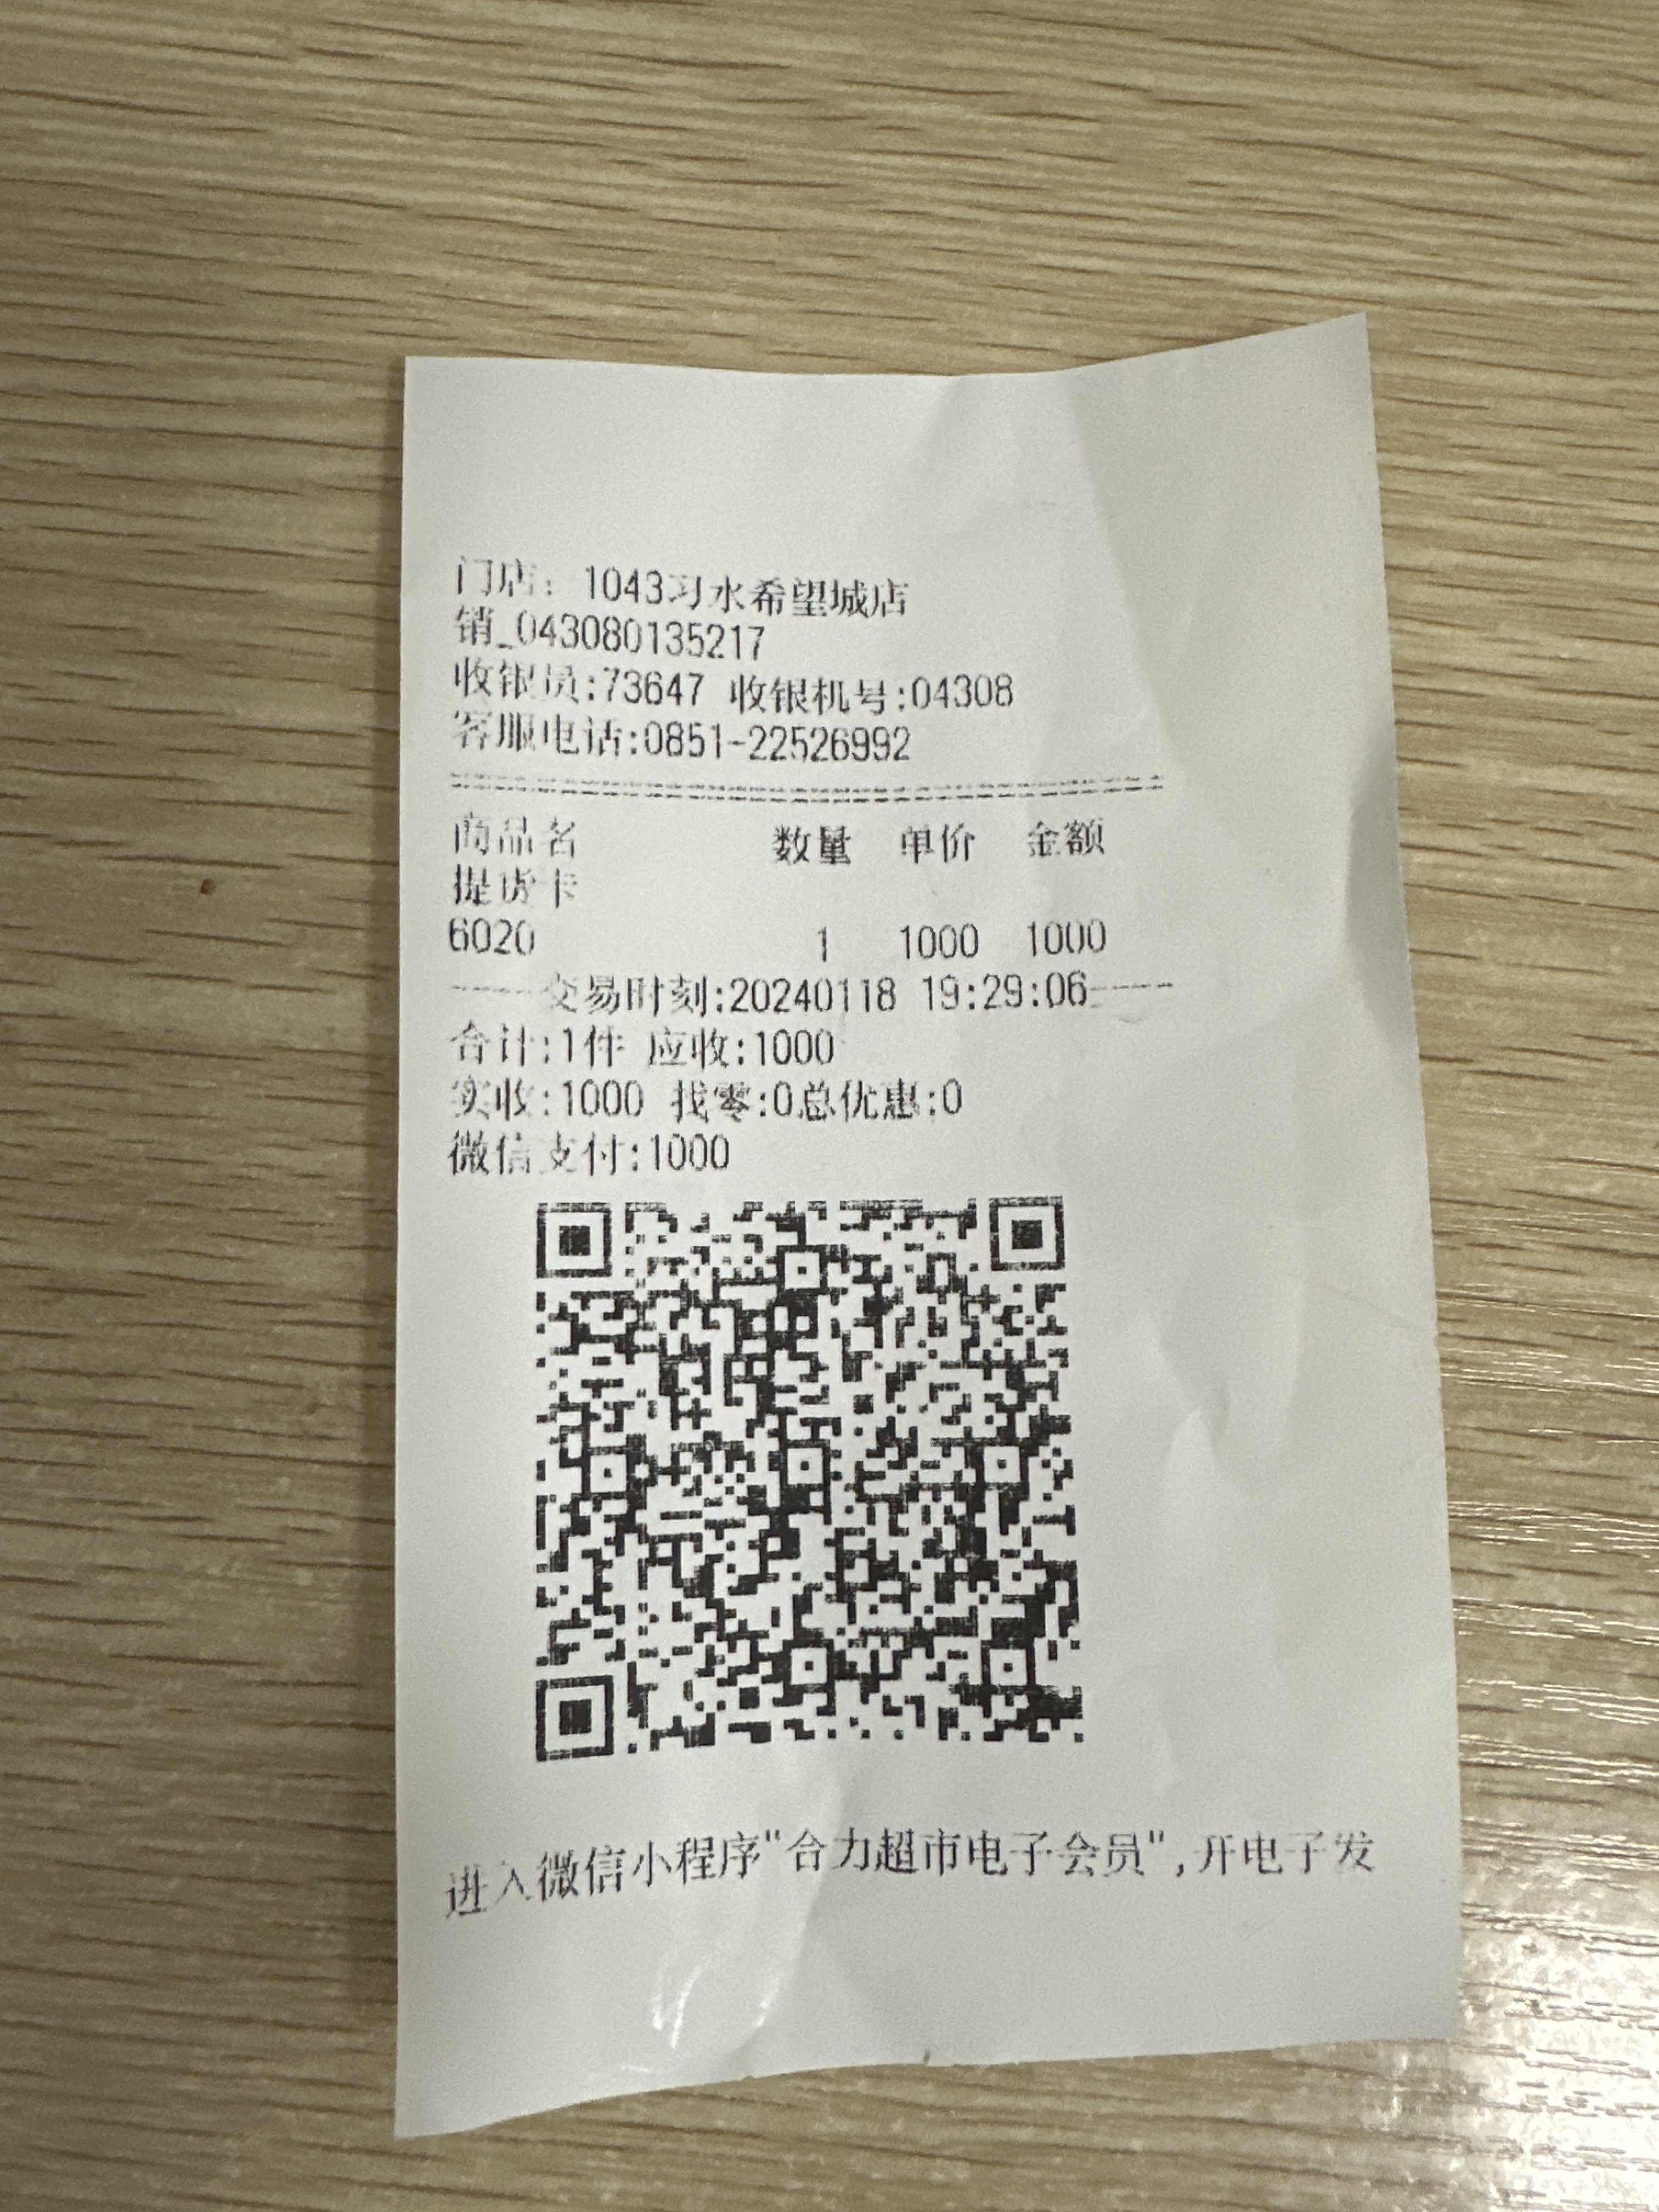 门店：1043习水希望城店
销_043080135217
收银员:73647 收银机号:04308
客服电话:0851-22526992
商品名 数量 单价 金额
提货卡
6020 1 1000 1000
----交易时刻:20240118 19:29:06----
合计:1件 应收:1000
实收:1000 找零:0总优惠:0
微信支付:1000
进入微信小程序"合力超市电子会员",开电子发